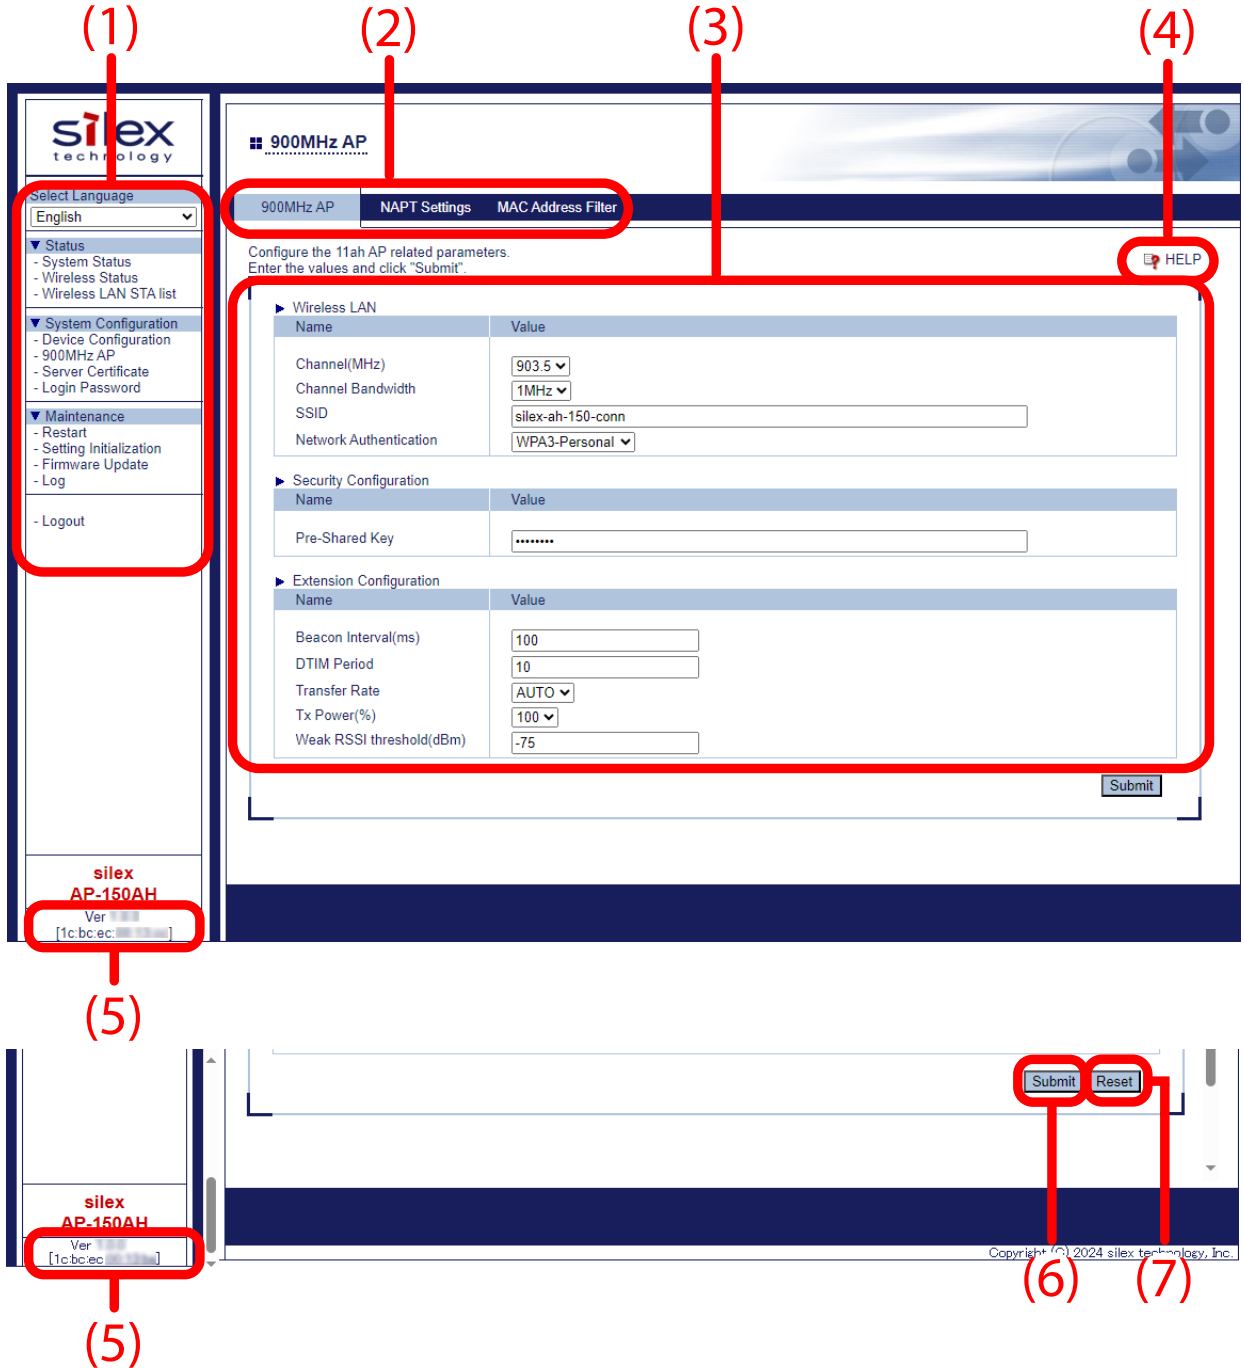 (1)
(2)
(3)
(4)
silex
technology
900MHz AP
Select Language
English
900MHz AP NAPT Settings MAC Address Filter
▼ Status
- System Status
- Wireless Status
- Wireless LAN STA list
▼ System Configuration
- Device Configuration
- 900MHz AP
- Server Certificate
- Login Password
▼ Maintenance
- Restart
- Setting Initialization
- Firmware Update
- Log
- Logout
Configure the 11ah AP related parameters.
Enter the values and click "Submit".
HELP
Wireless LAN
Name Value
Channel(MHz) 903.5
Channel Bandwidth 1MHz
SSID silex-ah-150-conn
Network Authentication WPA3-Personal
Security Configuration
Name Value
Pre-Shared Key ••••••••
Extension Configuration
Name Value
Beacon Interval(ms) 100
DTIM Period 10
Transfer Rate AUTO
Tx Power(%) 100
Weak RSSI threshold(dBm) -75
Submit
silex
AP-150AH
Ver
[1c:bc:ec: ]
(5)
Submit Reset
silex
AP-150AH
Ver
[1c:bc:ec ]
Copyright (C) 2024 silex technology, Inc.
(5)
(6)
(7)